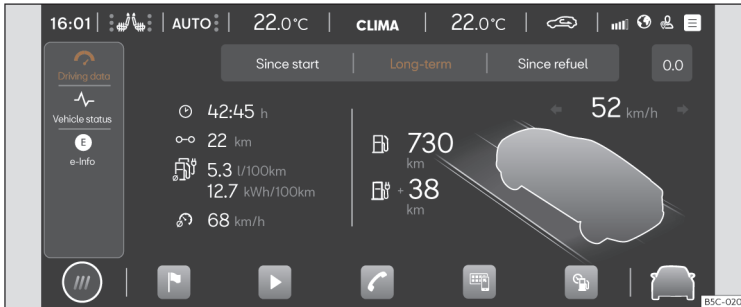 16:01 AUTO 22.0°C CLIMA 22.0°C
Driving data
Vehicle status
E
e-Info
Since start Long-term Since refuel 0.0
42:45 h
22 km
5.3 l/100km
12.7 kWh/100km
68 km/h
730
km
+ 38
km
52 km/h
B5C-020